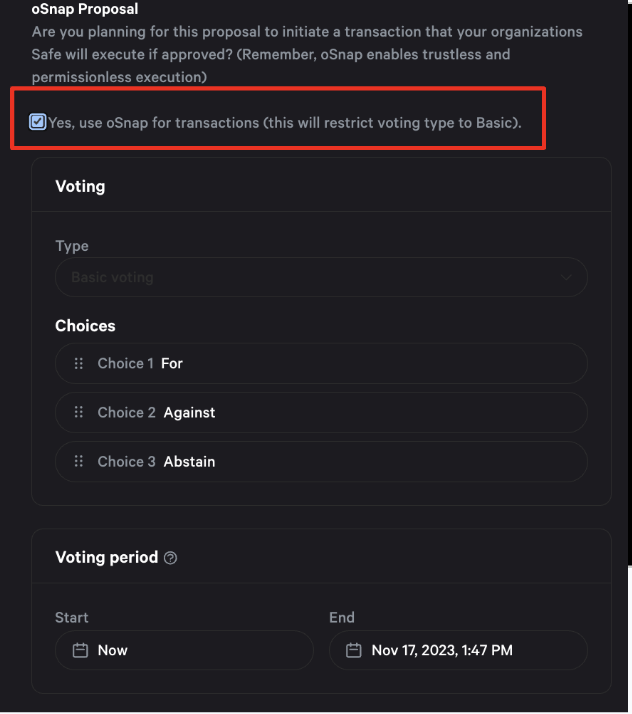 oSnap Proposal
Are you planning for this proposal to initiate a transaction that your organizations
Safe will execute if approved? (Remember, oSnap enables trustless and
permissionless execution)
Yes, use oSnap for transactions (this will restrict voting type to Basic).
Voting
Type
Basic voting
Choices
Choice 1 For
Choice 2 Against
Choice 3 Abstain
Voting period
Start
End
Now
Nov 17, 2023, 1:47 PM